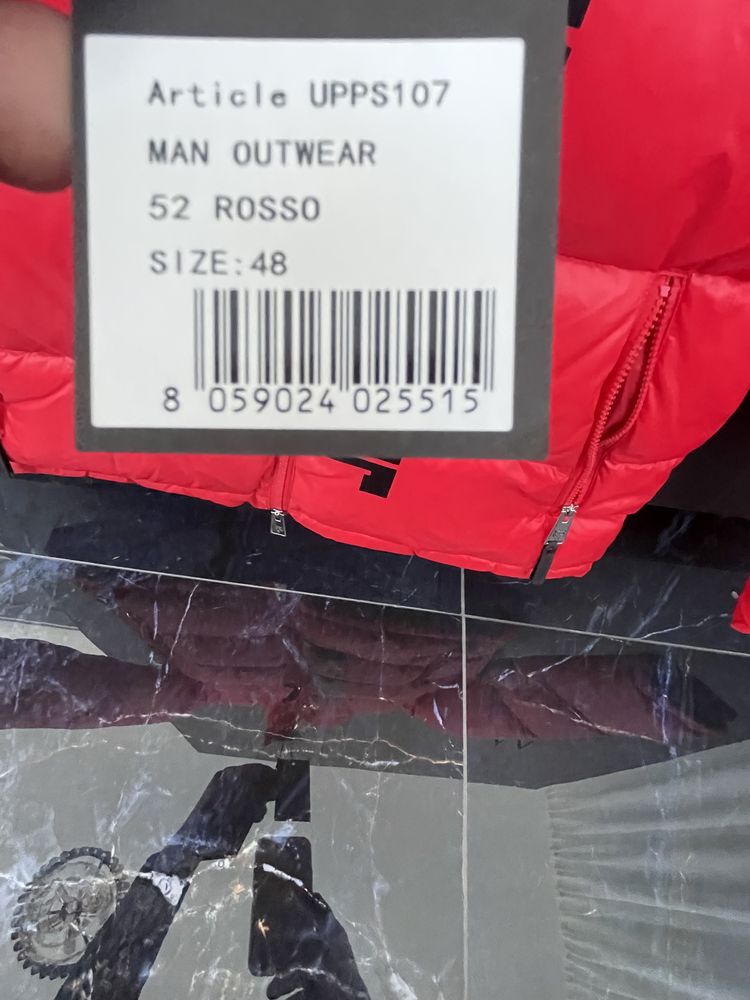 Article UPPS107
MAN OUTWEAR
52 ROSSO
SIZE:48
8 059024 025515